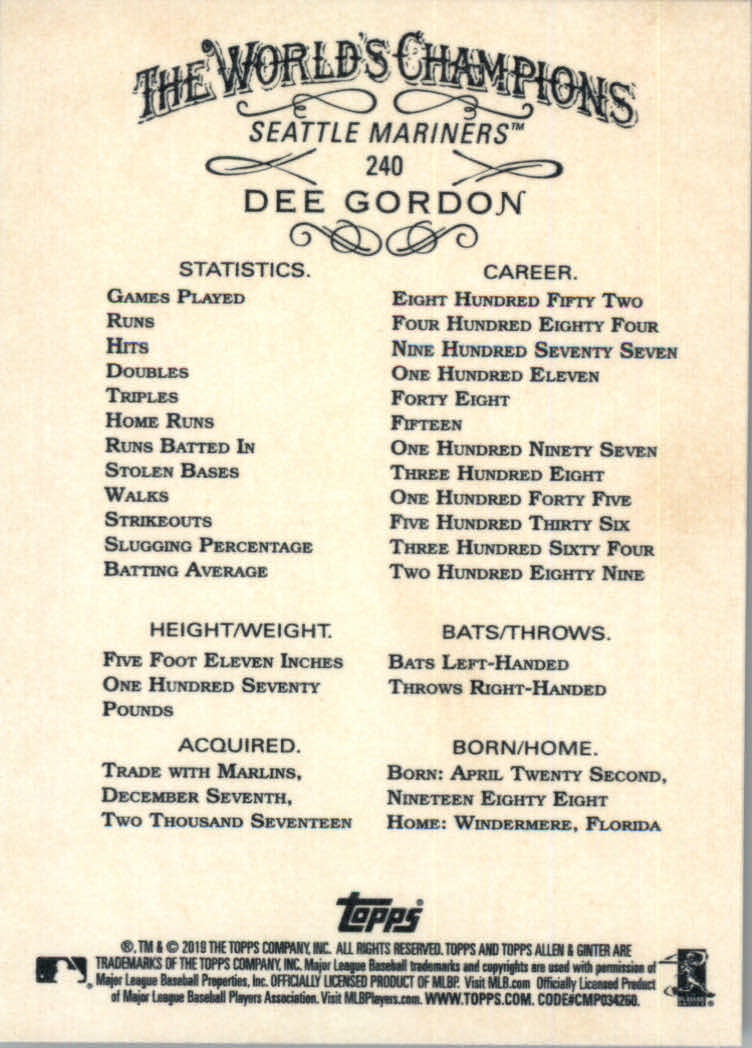 THE WORLD'S CHAMPIONS
SEATTLE MARINERS™
240
DEE GORDON
STATISTICS.
GAMES PLAYED
RUNS
HITS
DOUBLES
TRIPLES
HOME RUNS
RUNS BATTED IN
STOLEN BASES
WALKS
STRIKEOUTS
SLUGGING PERCENTAGE
BATTING AVERAGE
CAREER.
EIGHT HUNDRED FIFTY TWO
FOUR HUNDRED EIGHTY FOUR
NINE HUNDRED SEVENTY SEVEN
ONE HUNDRED ELEVEN
FORTY EIGHT
FIFTEEN
ONE HUNDRED NINETY SEVEN
THREE HUNDRED EIGHT
ONE HUNDRED FORTY FIVE
FIVE HUNDRED THIRTY SIX
THREE HUNDRED SIXTY FOUR
TWO HUNDRED EIGHTY NINE
HEIGHT/WEIGHT.
FIVE FOOT ELEVEN INCHES
ONE HUNDRED SEVENTY
POUNDS
BATS/THROWS.
BATS LEFT-HANDED
THROWS RIGHT-HANDED
ACQUIRED.
TRADE WITH MARLINS,
DECEMBER SEVENTH,
TWO THOUSAND SEVENTEEN
BORN/HOME.
BORN: APRIL TWENTY SECOND,
NINETEEN EIGHTY EIGHT
HOME: WINDERMERE, FLORIDA
topps®
®, TM & © 2019 THE TOPPS COMPANY, INC. ALL RIGHTS RESERVED. TOPPS AND TOPPS ALLEN & GINTER ARE
TRADEMARKS OF THE TOPPS COMPANY, INC. Major League Baseball trademarks and copyrights are used with permission of
Major League Baseball Properties, Inc. OFFICIALLY LICENSED PRODUCT OF MLBP. Visit MLB.com Officially Licensed Product
of Major League Baseball Players Association. Visit MLBPlayers.com. WWW.TOPPS.COM. CODE#CMP034260.